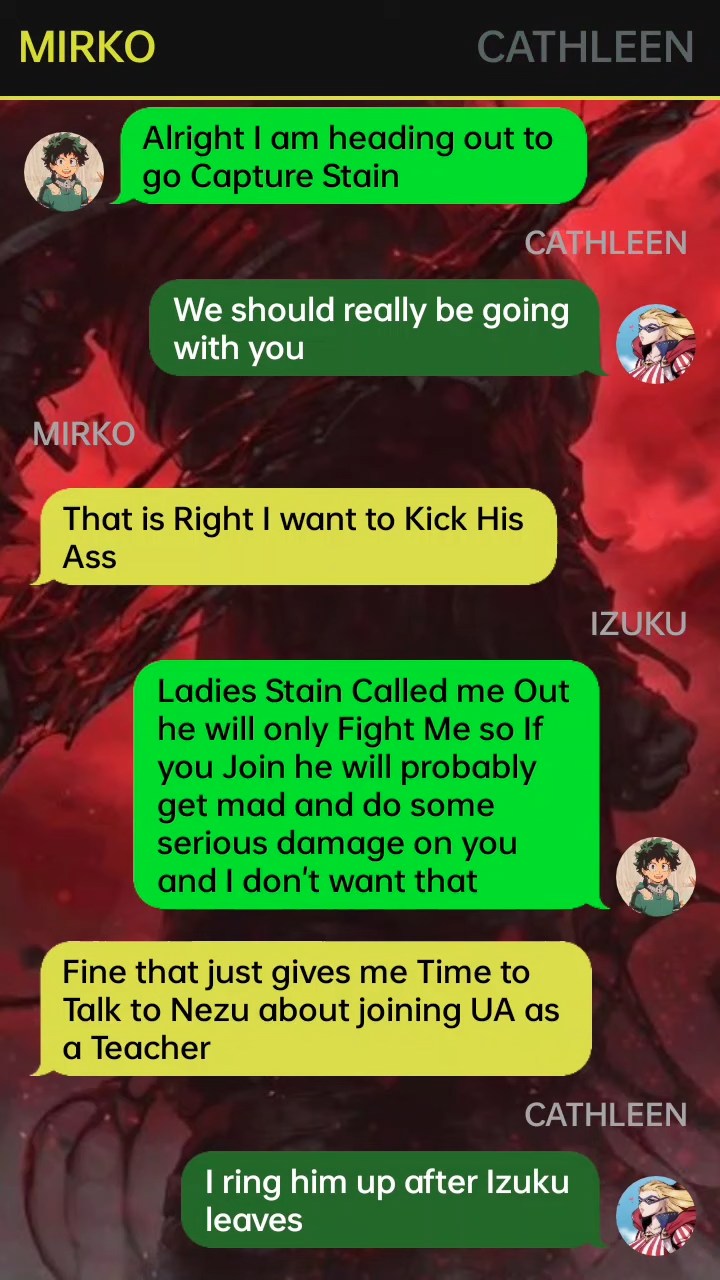 MIRKO
CATHLEEN
Alright I am heading out to
go Capture Stain
CATHLEEN
We should really be going
with you
MIRKO
That is Right I want to Kick His
Ass
IZUKU
Ladies Stain Called me Out
he will only Fight Me so If
you Join he will probably
get mad and do some
serious damage on you
and I don't want that
Fine that just gives me Time to
Talk to Nezu about joining UA as
a Teacher
CATHLEEN
I ring him up after Izuku
leaves